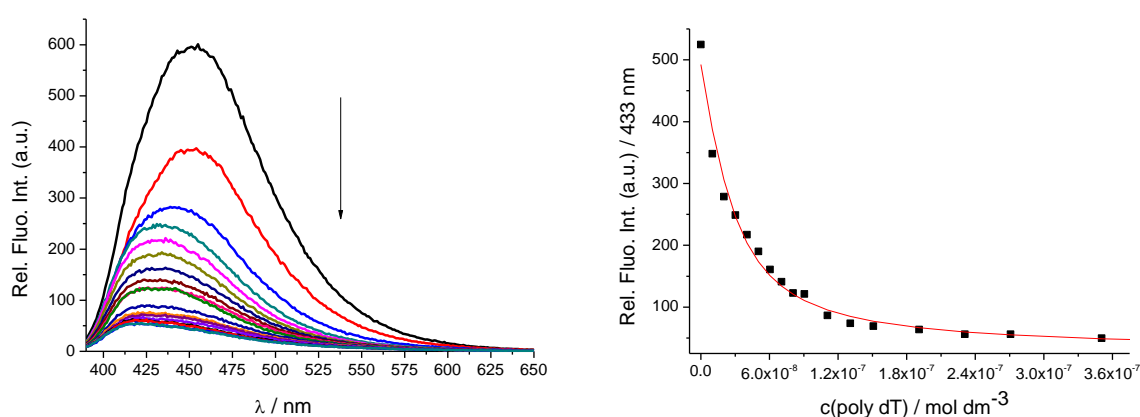 Rel. Fluo. Int. (a.u.)
600
500
400
300
200
100
0
400 425 450 475 500 525 550 575 600 625 650
λ / nm
Rel. Fluo. Int. (a.u.) / 433 nm
500
400
300
200
100
0.0 6.0x10⁻⁸ 1.2x10⁻⁷ 1.8x10⁻⁷ 2.4x10⁻⁷ 3.0x10⁻⁷ 3.6x10⁻⁷
c(poly dT) / mol dm⁻³